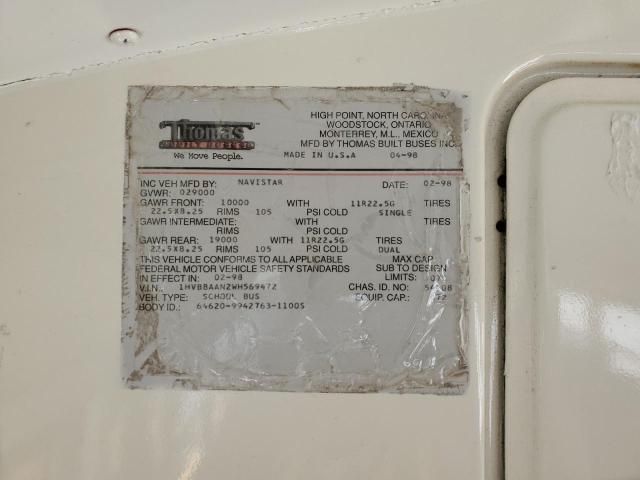 Thomas
BUILT BUSES
We Move People.
HIGH POINT, NORTH CAROLINA
WOODSTOCK, ONTARIO
MONTERREY, M.L., MEXICO
MFD BY THOMAS BUILT BUSES INC.
MADE IN U.S.A 04-98
INC VEH MFD BY: NAVISTAR DATE: 02-98
GVWR: 029000
GAWR FRONT: 10000 WITH 11R22.5G TIRES
22.5X8.25 RIMS 105 PSI COLD SINGLE
GAWR INTERMEDIATE: WITH TIRES
RIMS PSI COLD
GAWR REAR: 19000 WITH 11R22.5G TIRES
22.5X8.25 RIMS 105 PSI COLD DUAL
THIS VEHICLE CONFORMS TO ALL APPLICABLE MAX CAP.
FEDERAL MOTOR VEHICLE SAFETY STANDARDS SUB TO DESIGN
IN EFFECT IN: 02-98 LIMITS:
V.I.N.: 1HVBBAAN2WH569472 CHAS. ID. NO:
VEH. TYPE: SCHOOL BUS EQUIP. CAP.:
BODY ID.: 64620-9942763-1100S